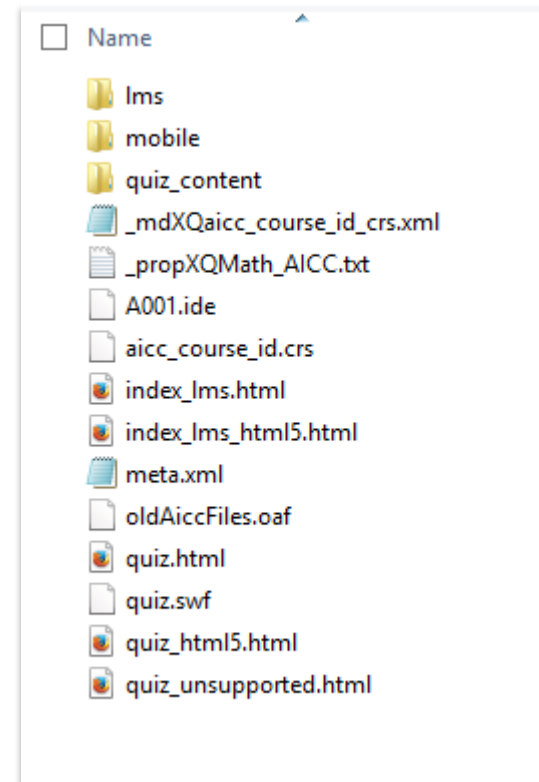 Name
lms
mobile
quiz_content
_mdXQaicc_course_id_crs.xml
_propXQMath_AICC.txt
A001.ide
aicc_course_id.crs
index_lms.html
index_lms_html5.html
meta.xml
oldAiccFiles.oaf
quiz.html
quiz.swf
quiz_html5.html
quiz_unsupported.html